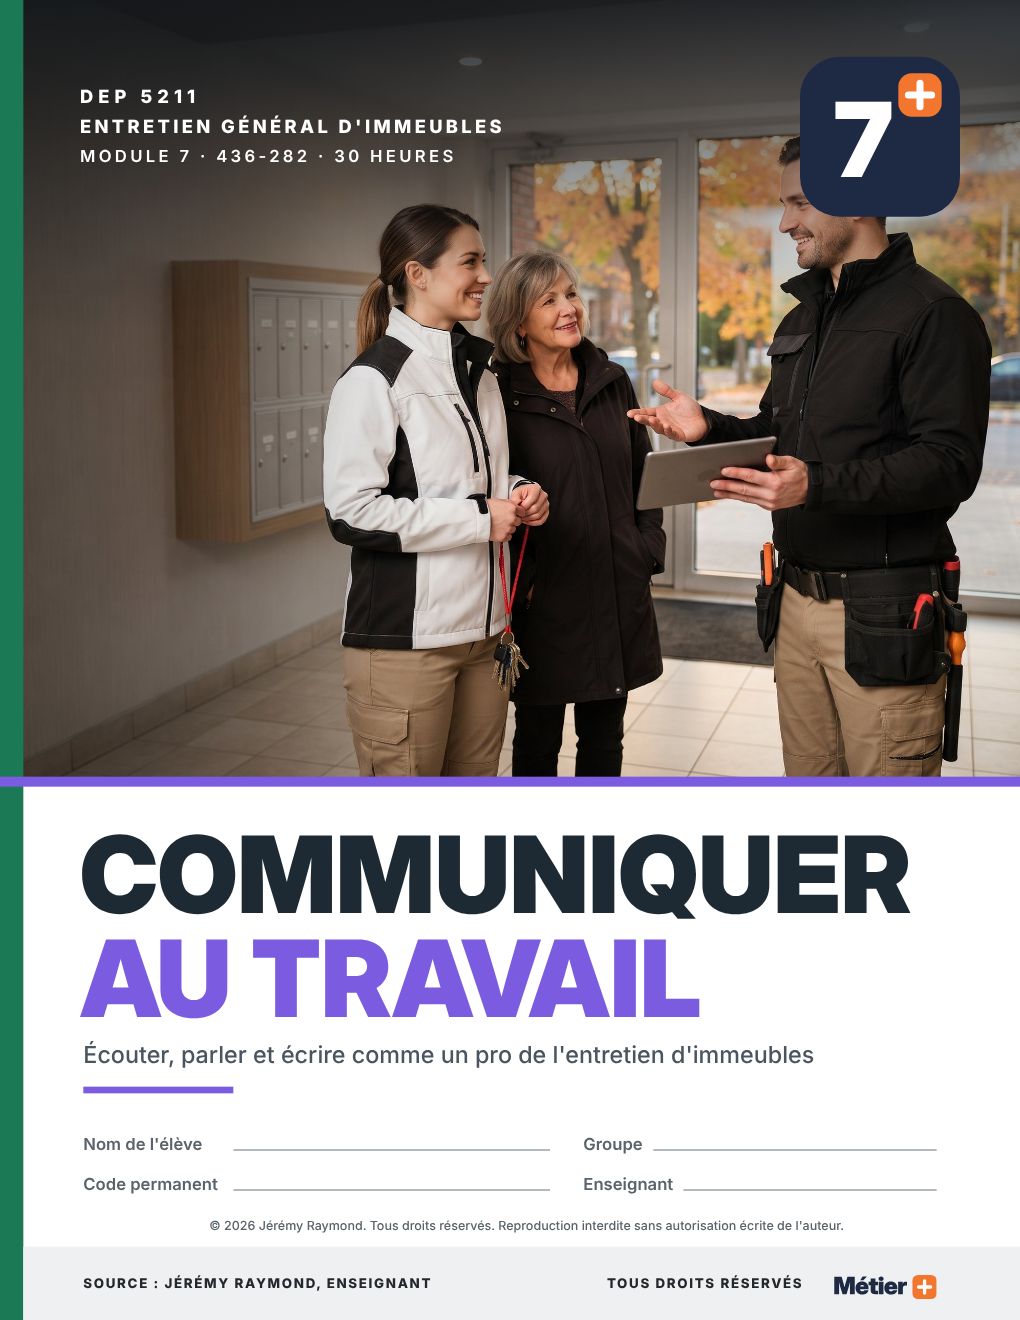 DEP 5211
ENTRETIEN GÉNÉRAL D'IMMEUBLES
MODULE 7 · 436-282 · 30 HEURES
7+
COMMUNIQUER
AU TRAVAIL
Écouter, parler et écrire comme un pro de l'entretien d'immeubles
Nom de l'élève
Groupe
Code permanent
Enseignant
© 2026 Jérémy Raymond. Tous droits réservés. Reproduction interdite sans autorisation écrite de l'auteur.
SOURCE : JÉRÉMY RAYMOND, ENSEIGNANT
TOUS DROITS RÉSERVÉS
Métier+